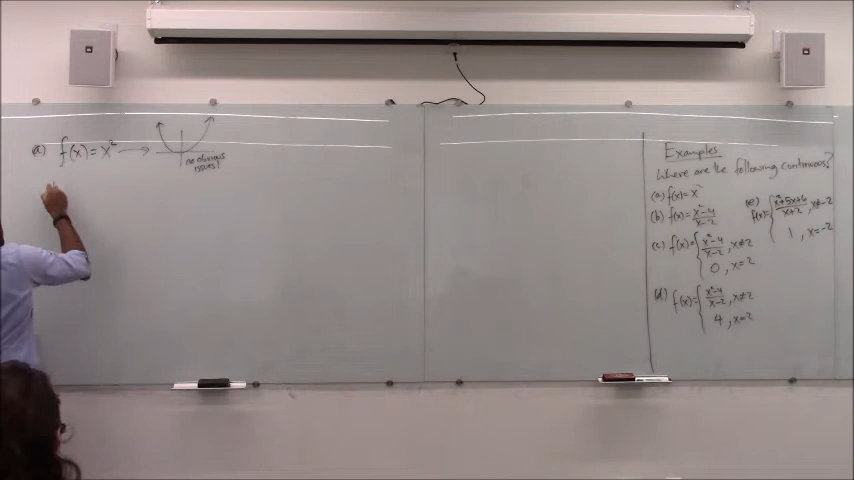 (a) f(x) = x²
no obvious
issues!
Examples
Where are the following continuous?
(a) f(x) = x²
(b) f(x) = x²-4 / x-2
(c) f(x) = { x²-4 / x-2 , x≠2
0 , x=2
(d) f(x) = { x²-4 / x-2 , x≠2
4 , x=2
(e) f(x) = { x²+5x+6 / x+2 , x≠-2
1 , x=-2